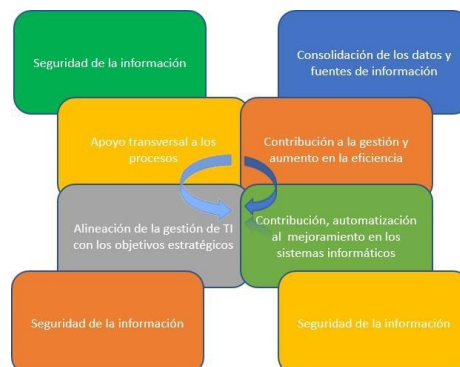 Seguridad de la información
Consolidación de los datos y
fuentes de información
Apoyo transversal a los
procesos
Contribución a la gestión y
aumento en la eficiencia
Alineación de la gestión de TI
con los objetivos estratégicos
Contribución, automatización
al mejoramiento en los
sistemas informáticos
Seguridad de la información
Seguridad de la información